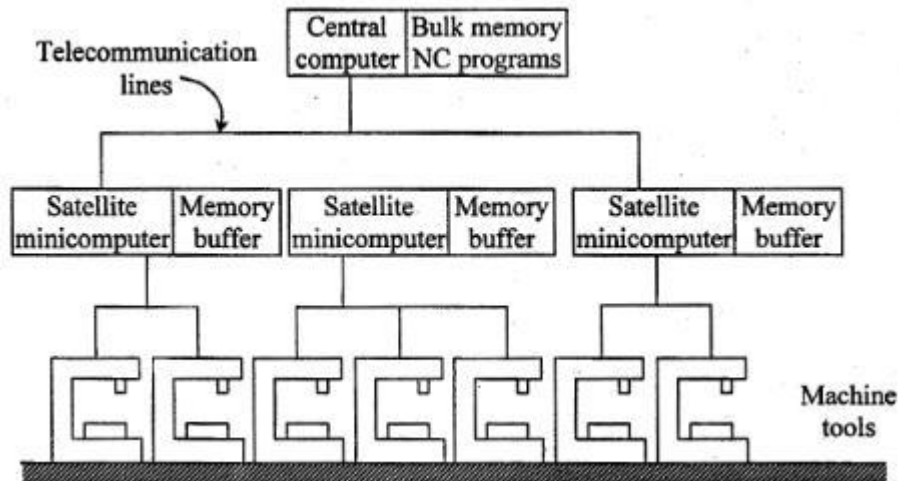 Central computer
Bulk memory NC programs
Telecommunication
lines
Satellite minicomputer
Memory buffer
Satellite minicomputer
Memory buffer
Satellite minicomputer
Memory buffer
Machine
tools